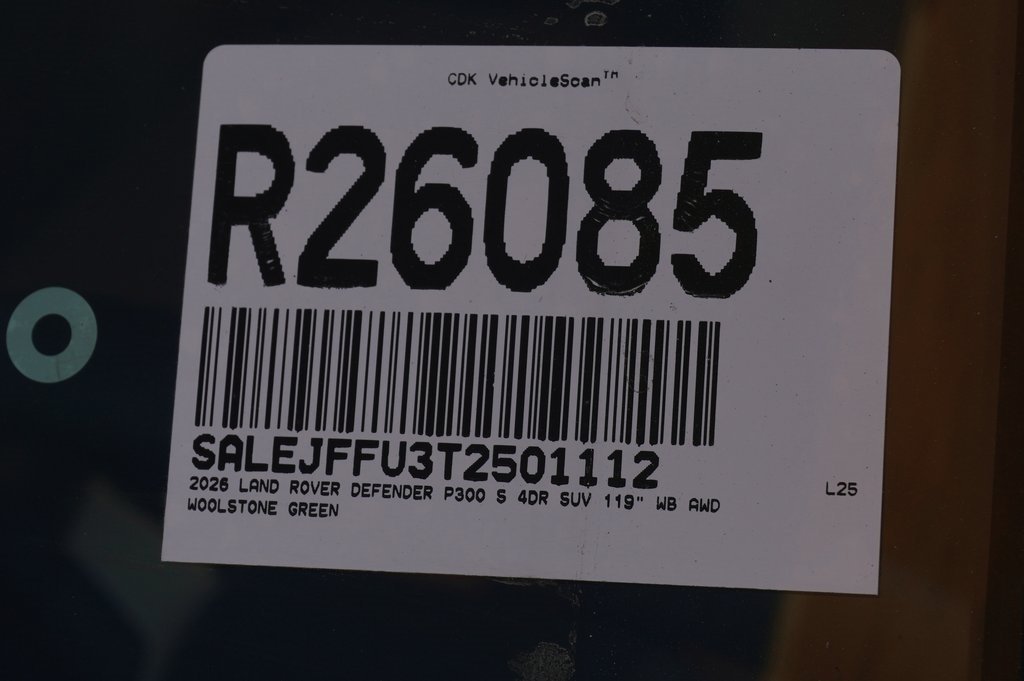 CDK VehicleScan™
R26085
SALEJFFU3T2501112
2026 LAND ROVER DEFENDER P300 S 4DR SUV 119" WB AWD
L25
WOOLSTONE GREEN